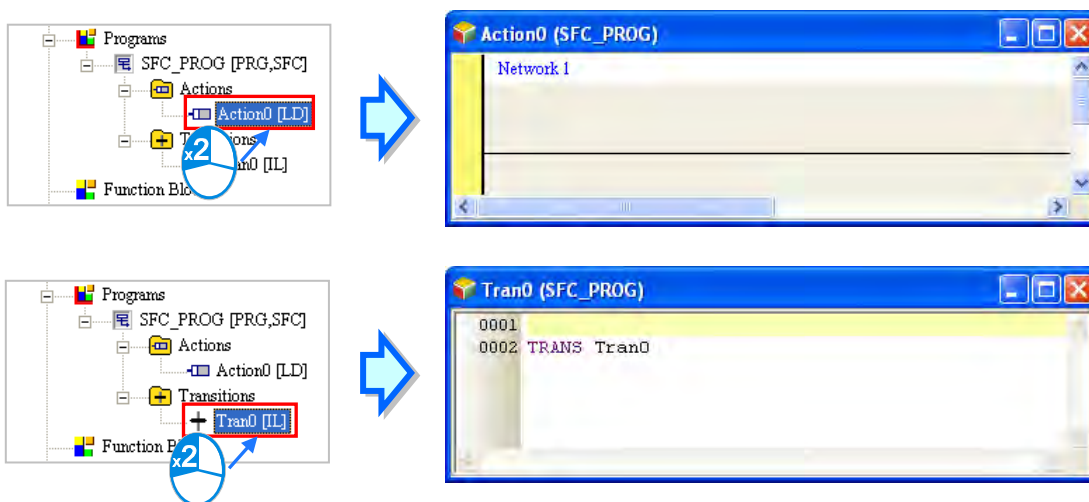 Programs
SFC_PROG [PRG,SFC]
Actions
Action0 [LD]
x2
[IL]
Function
Action0 (SFC_PROG)
Network 1
Programs
SFC_PROG [PRG,SFC]
Actions
Action0 [LD]
Transitions
Tran0 [IL]
Function
x2
Tran0 (SFC_PROG)
0001
0002 TRANS Tran0